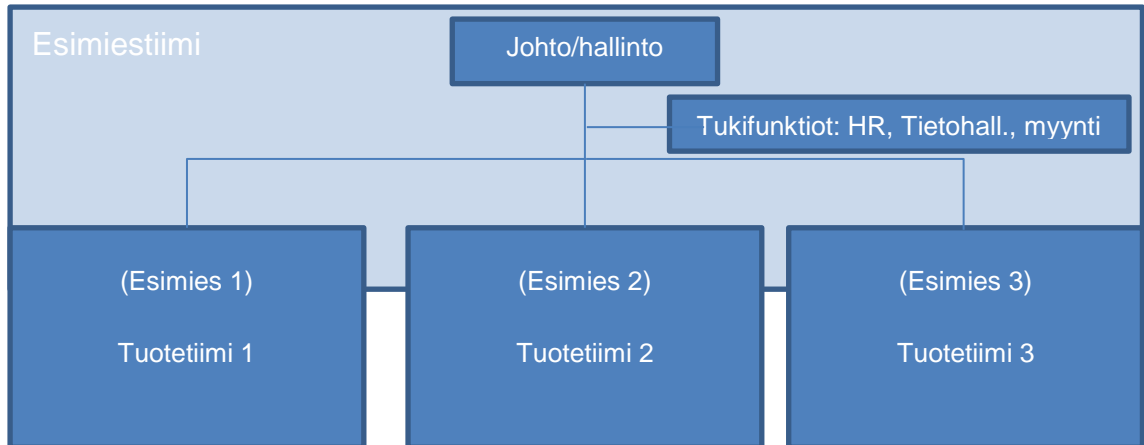 Esimiestiimi
Johto/hallinto
Tukifunktiot: HR, Tietohall., myynti
(Esimies 1)
Tuotetiimi 1
(Esimies 2)
Tuotetiimi 2
(Esimies 3)
Tuotetiimi 3